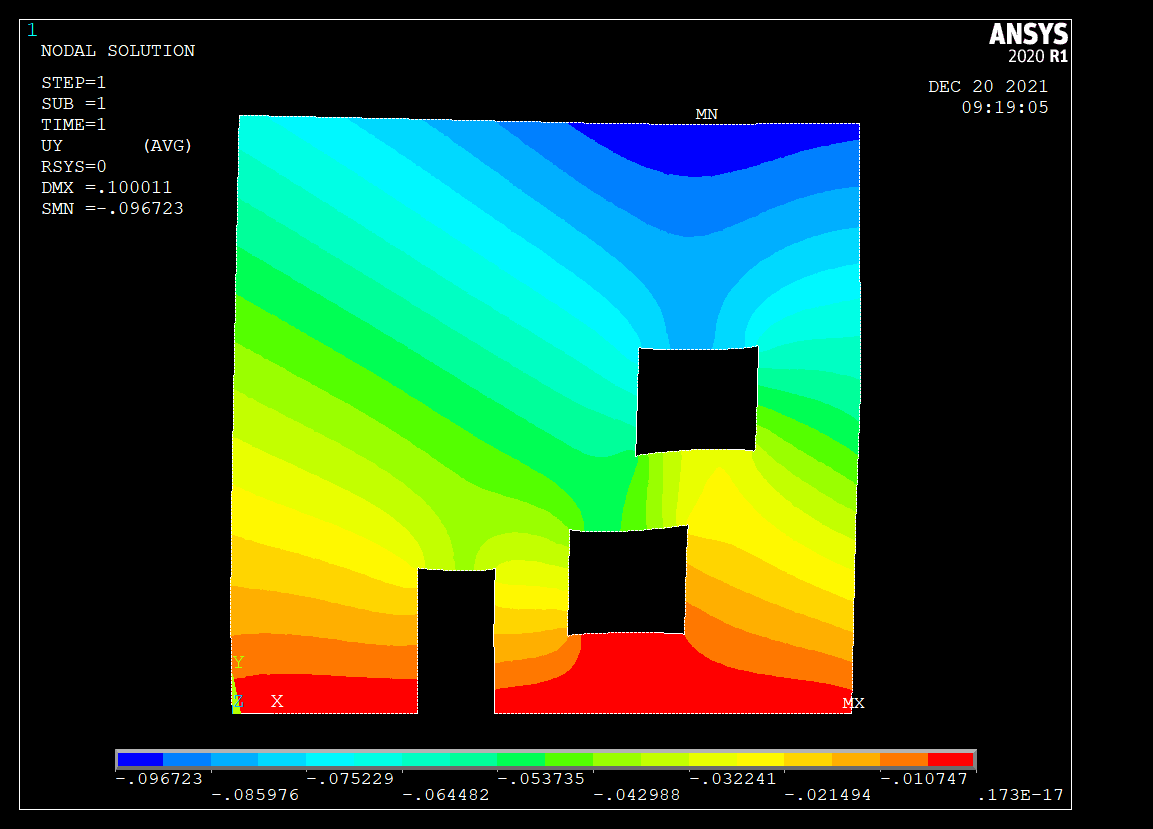 1
ANSYS
2020 R1
NODAL SOLUTION
DEC 20 2021
09:19:05
STEP=1
SUB =1
TIME=1
UY (AVG)
RSYS=0
DMX =.100011
SMN =-.096723
MN
Y
Z X
MX
-.096723 -.075229 -.053735 -.032241 -.010747
-.085976 -.064482 -.042988 -.021494 .173E-17